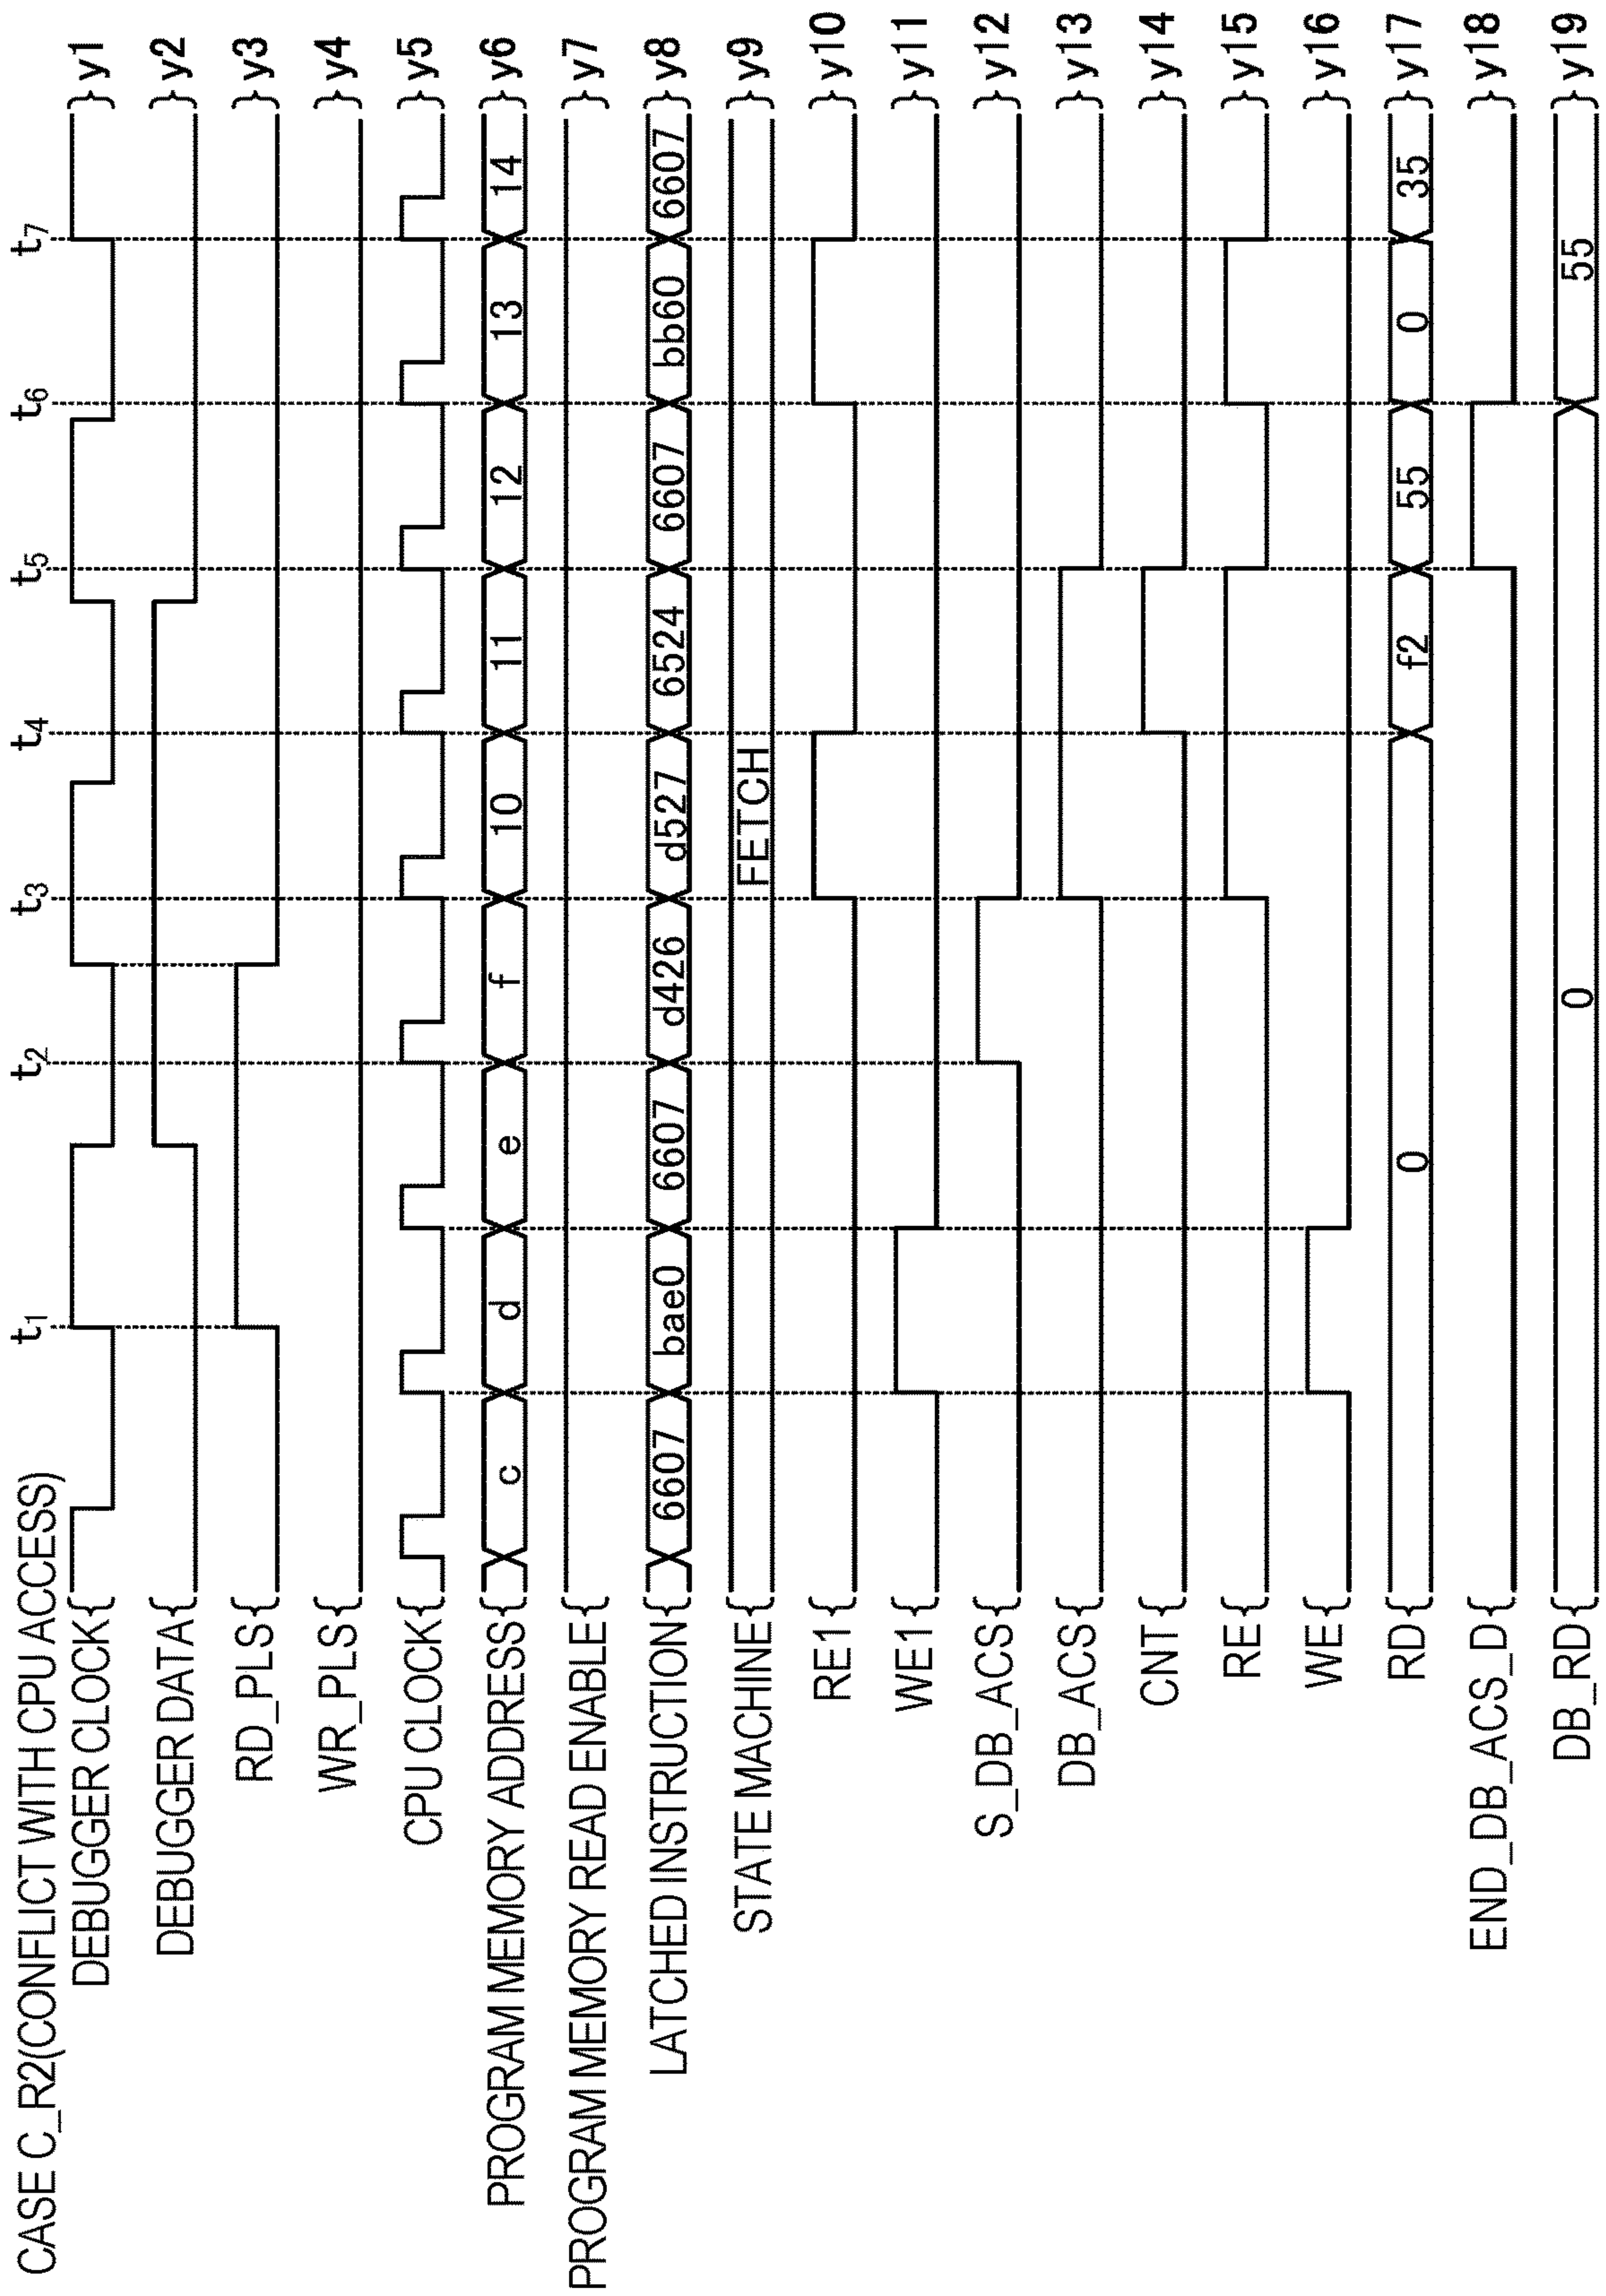 CASE C_R2(CONFLICT WITH CPU ACCESS)
t1 t2 t3 t4 t5 t6 t7
DEBUGGER CLOCK y1
DEBUGGER DATA y2
RD_PLS y3
WR_PLS y4
CPU CLOCK y5
PROGRAM MEMORY ADDRESS c d e f 10 11 12 13 14 y6
PROGRAM MEMORY READ ENABLE y7
LATCHED INSTRUCTION 6607 bae0 6607 d426 d527 6524 6607 bb60 6607 y8
STATE MACHINE FETCH y9
RE1 y10
WE1 y11
S_DB_ACS y12
DB_ACS y13
CNT y14
RE y15
WE y16
RD 0 f2 55 0 35 y17
END_DB_ACS_D y18
DB_RD 0 55 y19